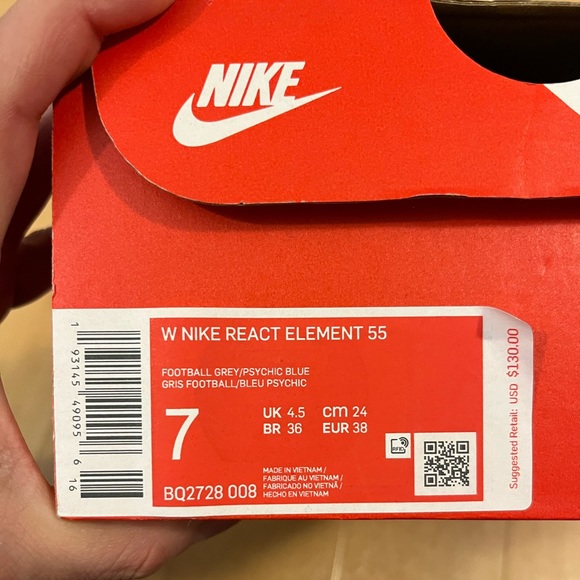 NIKE
W NIKE REACT ELEMENT 55
FOOTBALL GREY/PSYCHIC BLUE
GRIS FOOTBALL/BLEU PSYCHIC
7
UK 4.5 cm 24
BR 36 EUR 38
RFID
MADE IN VIETNAM /
FABRIQUE AU VIETNAM /
FABRICADO NO VIETNÃ /
HECHO EN VIETNAM
BQ2728 008
1 93145 49095 6 16
Suggested Retail: USD $130.00